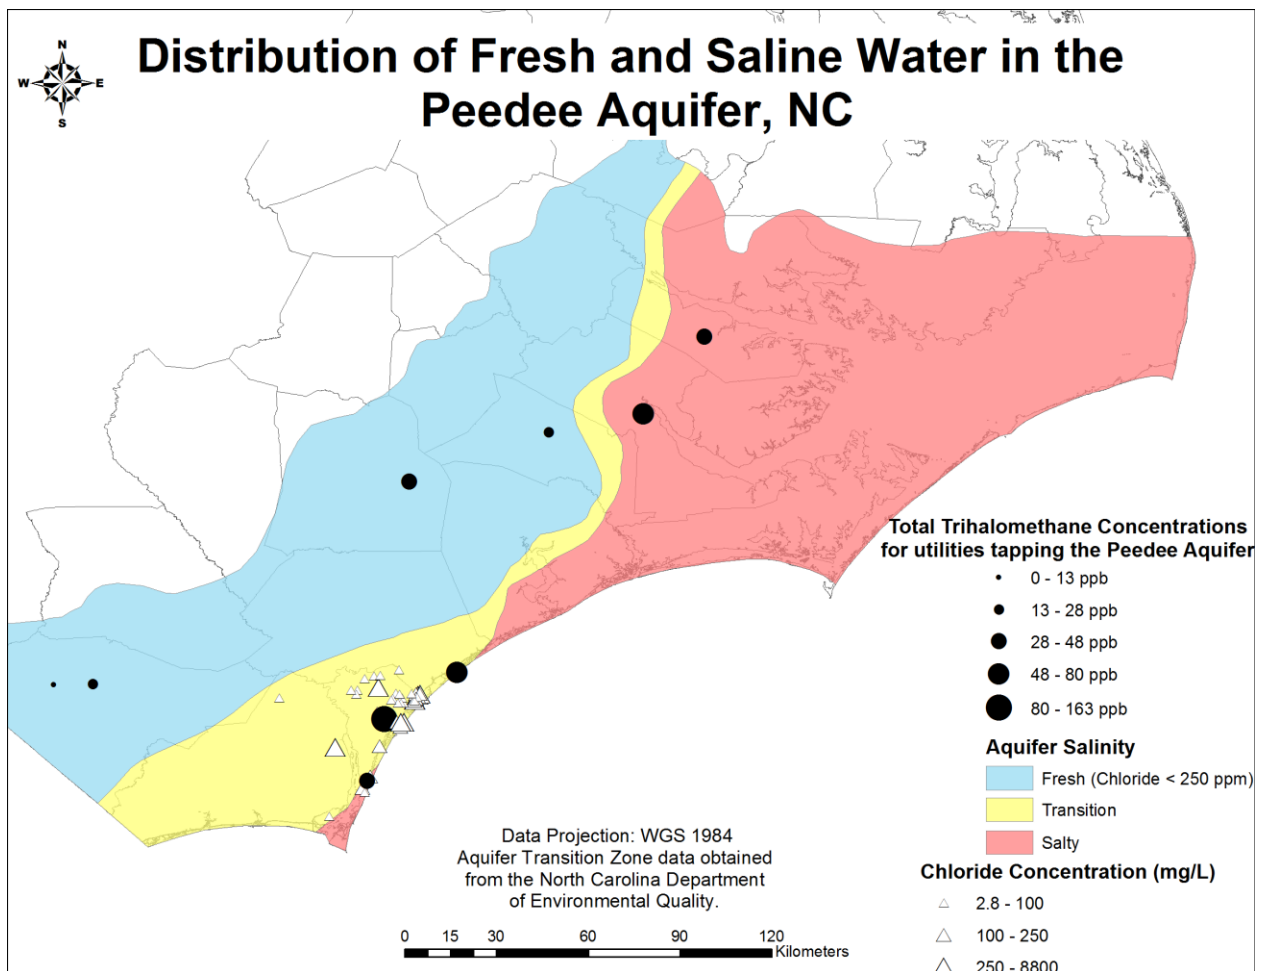 Distribution of Fresh and Saline Water in the
Peedee Aquifer, NC
N
W E
S
Total Trihalomethane Concentrations
for utilities tapping the Peedee Aquifer
0 - 13 ppb
13 - 28 ppb
28 - 48 ppb
48 - 80 ppb
80 - 163 ppb
Aquifer Salinity
Fresh (Chloride < 250 ppm)
Transition
Salty
Chloride Concentration (mg/L)
2.8 - 100
100 - 250
250 - 8800
Data Projection: WGS 1984
Aquifer Transition Zone data obtained
from the North Carolina Department
of Environmental Quality.
0 15 30 60 90 120
Kilometers